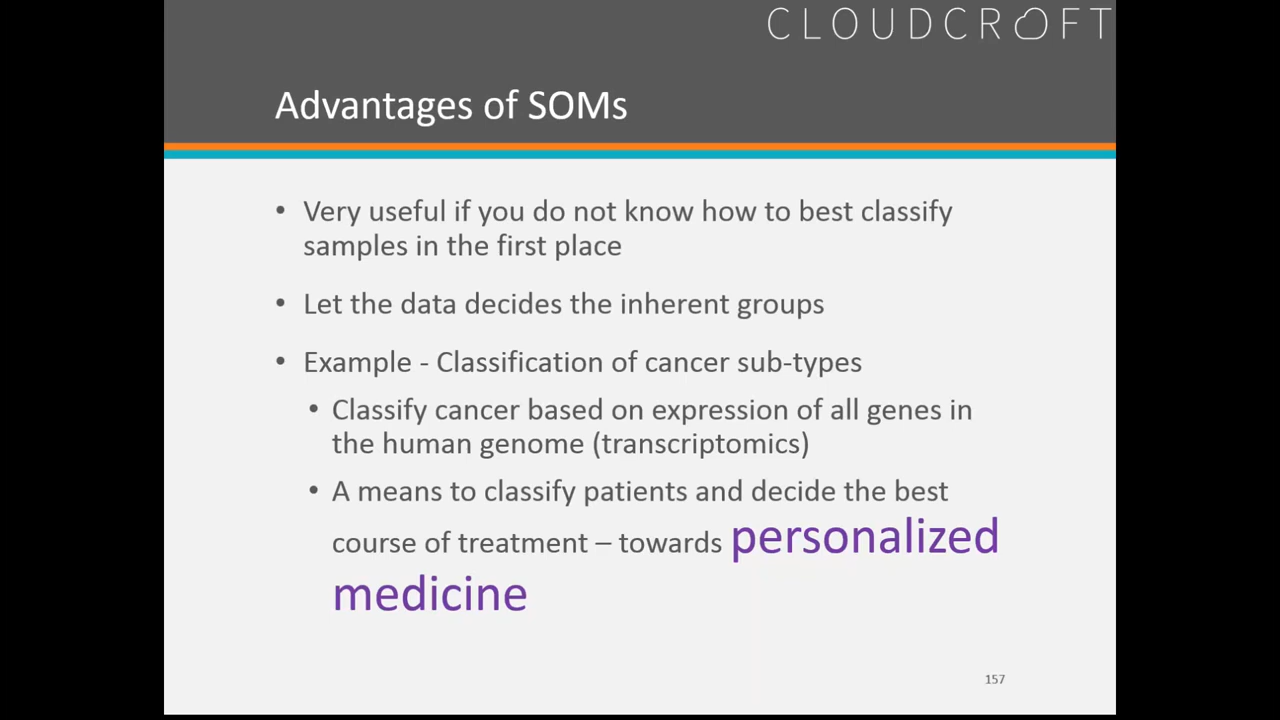 CLOUDCROFT
Advantages of SOMs
• Very useful if you do not know how to best classify
samples in the first place
• Let the data decides the inherent groups
• Example - Classification of cancer sub-types
• Classify cancer based on expression of all genes in
the human genome (transcriptomics)
• A means to classify patients and decide the best
course of treatment – towards personalized
medicine
157